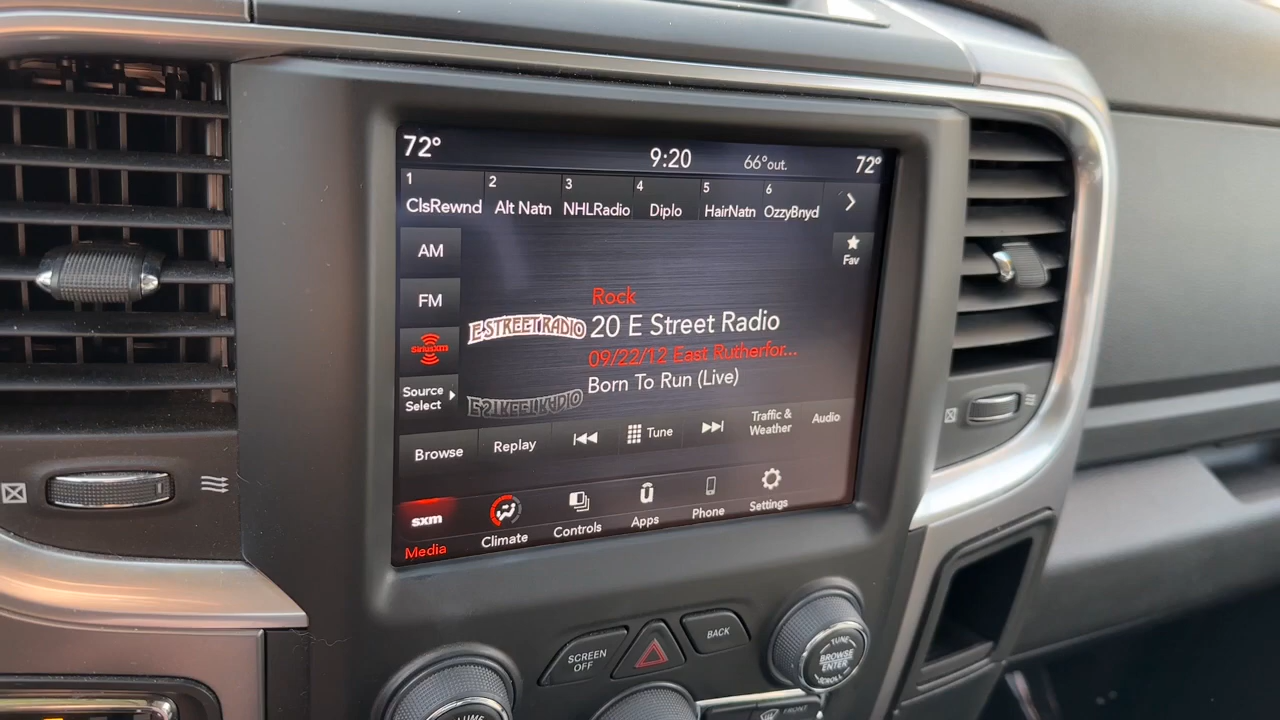 72° 9:20 66°out. 72°
1 2 3 4 5 6
ClsRewnd Alt Natn NHLRadio Diplo HairNatn OzzyBnyd
AM
Fav
FM
Rock
E STREET RADIO
20 E Street Radio
SiriusXM
09/22/12 East Rutherfor...
Born To Run (Live)
Source
Select
Browse Replay Tune Traffic &
Weather Audio
sxm
Media Climate Controls Apps Phone Settings
SCREEN
OFF
BACK
TUNE
BROWSE
ENTER
SCROLL
VOLUME
FRONT